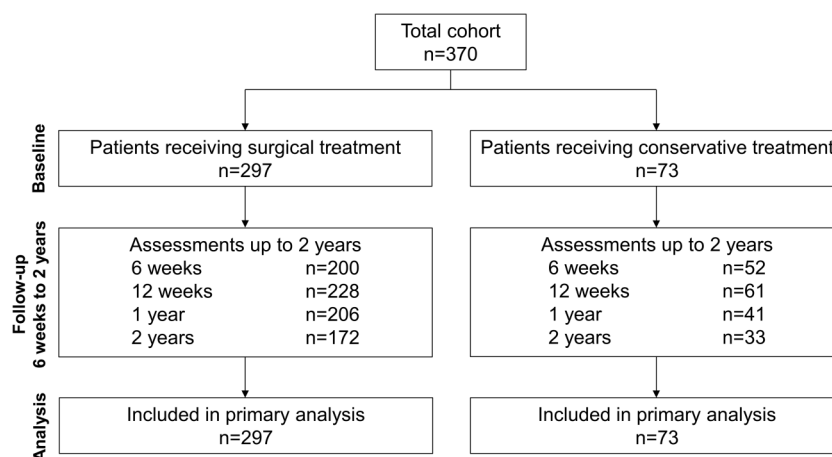 Total cohort
n=370
Baseline
Patients receiving surgical treatment
n=297
Patients receiving conservative treatment
n=73
Follow-up
6 weeks to 2 years
Assessments up to 2 years
6 weeks n=200
12 weeks n=228
1 year n=206
2 years n=172
Assessments up to 2 years
6 weeks n=52
12 weeks n=61
1 year n=41
2 years n=33
Analysis
Included in primary analysis
n=297
Included in primary analysis
n=73